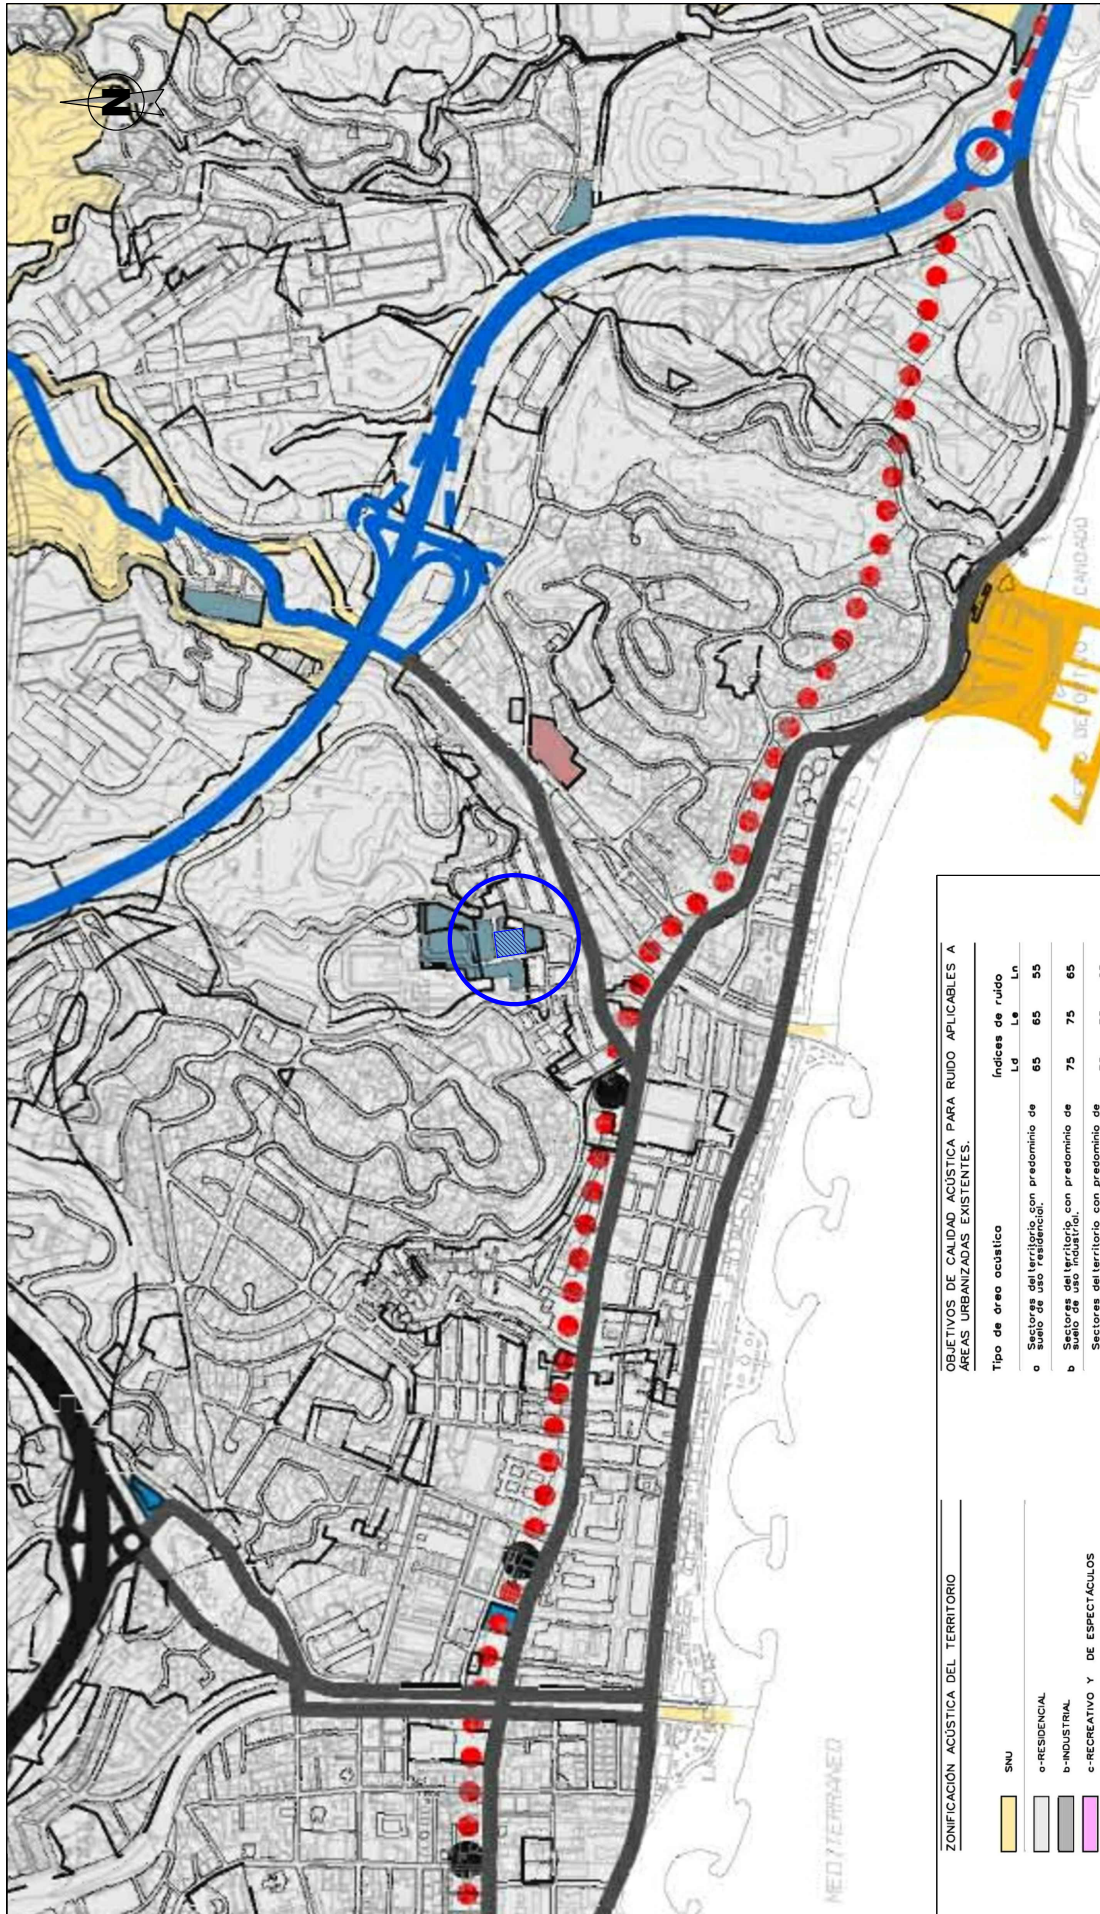 N
MEDITERRANEO
ZONIFICACIÓN ACÚSTICA DEL TERRITORIO
SNU
a-RESIDENCIAL
b-INDUSTRIAL
c-RECREATIVO Y DE ESPECTÁCULOS
OBJETIVOS DE CALIDAD ACÚSTICA PARA RUIDO APLICABLES A
ÁREAS URBANIZADAS EXISTENTES.
Tipo de área acústica Índices de ruido
Ld Le Ln
a Sectores del territorio con predominio de
suelo de uso residencial. 65 65 55
b Sectores del territorio con predominio de
suelo de uso industrial. 75 75 65
Sectores del territorio con predominio de